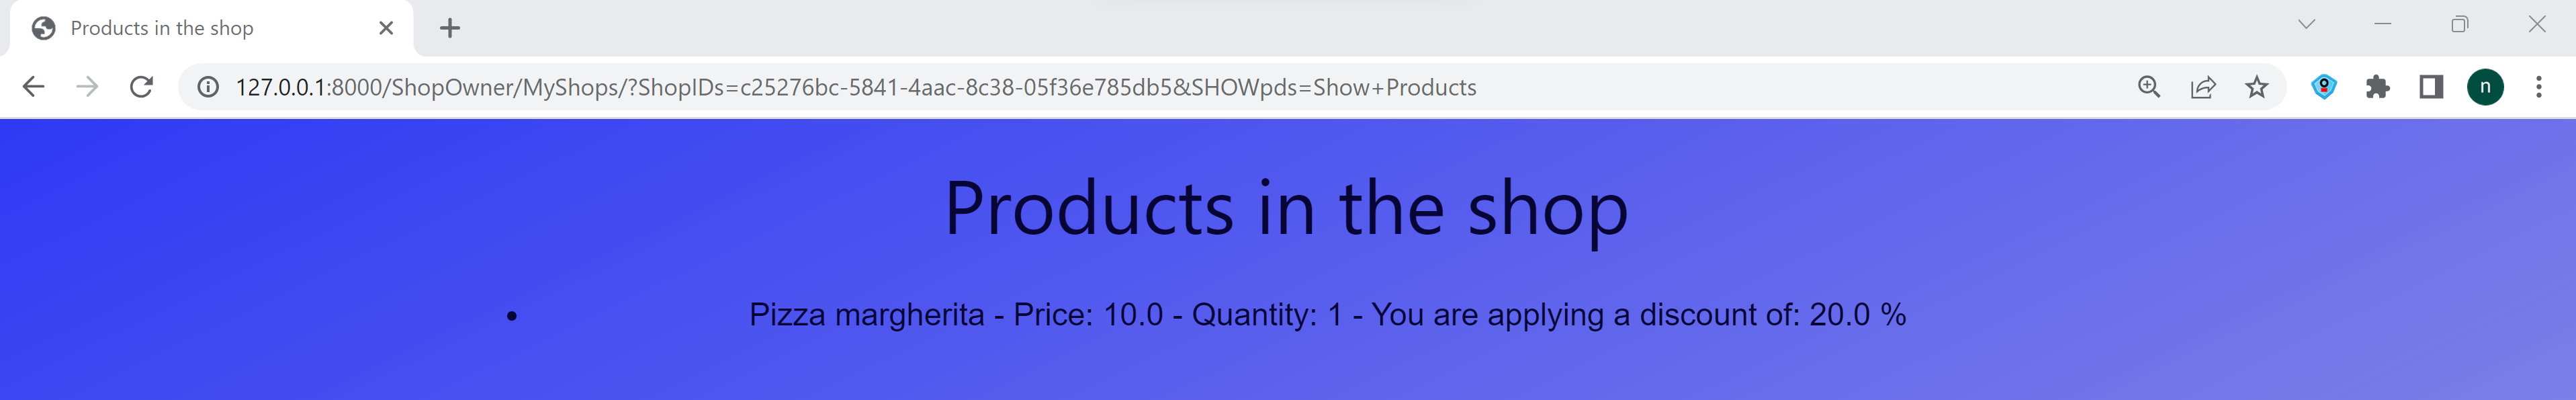 Products in the shop
127.0.0.1:8000/ShopOwner/MyShops/?ShopIDs=c25276bc-5841-4aac-8c38-05f36e785db5&SHOWpds=Show+Products
n
Products in the shop
• Pizza margherita - Price: 10.0 - Quantity: 1 - You are applying a discount of: 20.0 %